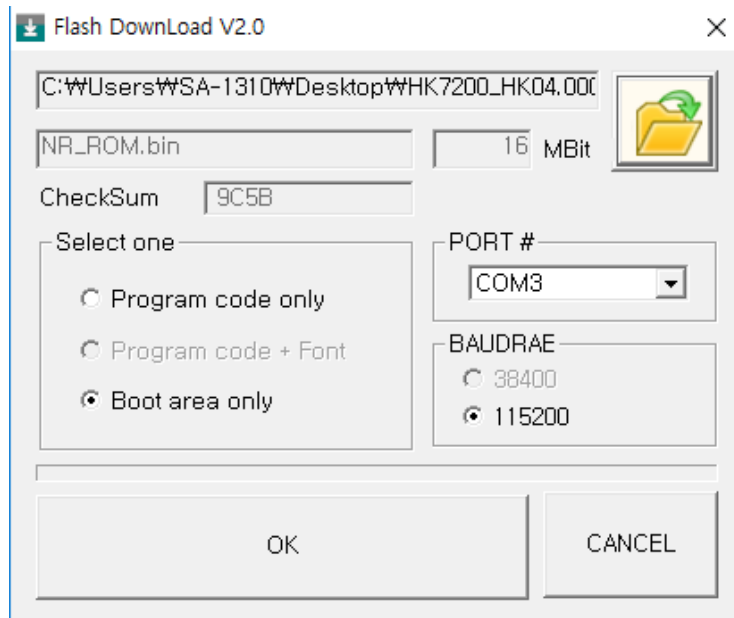 Flash DownLoad V2.0
C:₩Users₩SA-1310₩Desktop₩HK7200_HK04.000
NR_ROM.bin
16 MBit
CheckSum 9C5B
Select one
Program code only
Program code + Font
Boot area only
PORT #
COM3
BAUDRAE
38400
115200
OK
CANCEL